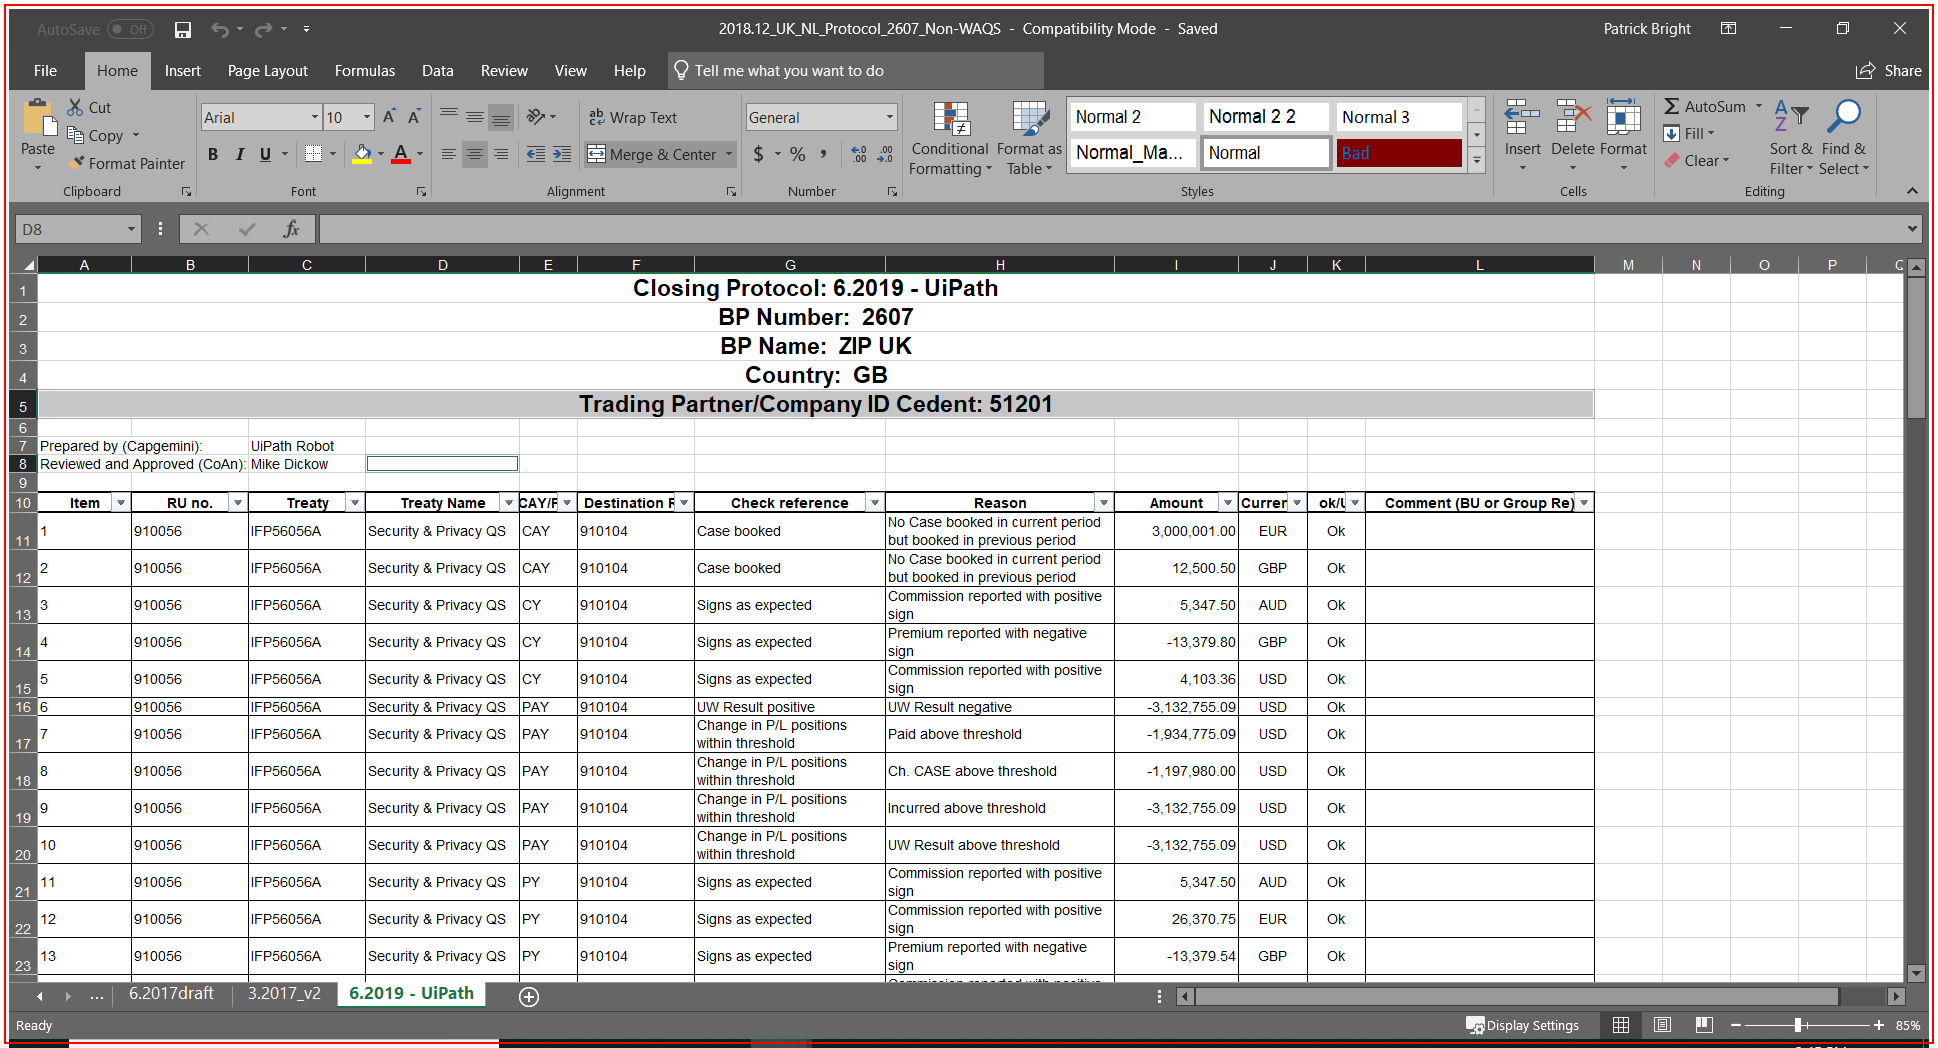 AutoSave Off 2018.12_UK_NL_Protocol_2607_Non-WAQS - Compatibility Mode - Saved Patrick Bright
File Home Insert Page Layout Formulas Data Review View Help Tell me what you want to do Share
Cut
Copy
Format Painter
Paste
Clipboard
Arial 10
B I U
Font
Wrap Text
Merge & Center
Alignment
General
$ % ,
Number
Conditional Formatting
Format as Table
Normal 2 Normal 2 2 Normal 3
Normal_Ma... Normal Bad
Styles
Insert Delete Format
Cells
AutoSum
Fill
Clear
Sort & Filter
Find & Select
Editing
D8 fx
A B C D E F G H I J K L M N O P Q
1 Closing Protocol: 6.2019 - UiPath
2 BP Number: 2607
3 BP Name: ZIP UK
4 Country: GB
5 Trading Partner/Company ID Cedent: 51201
6
7 Prepared by (Capgemini): UiPath Robot
8 Reviewed and Approved (CoAn): Mike Dickow
9
10 Item RU no. Treaty Treaty Name CAY/F Destination R Check reference Reason Amount Curren ok/U Comment (BU or Group Re)
11 1 910056 IFP56056A Security & Privacy QS CAY 910104 Case booked No Case booked in current period but booked in previous period 3,000,001.00 EUR Ok
12 2 910056 IFP56056A Security & Privacy QS CAY 910104 Case booked No Case booked in current period but booked in previous period 12,500.50 GBP Ok
13 3 910056 IFP56056A Security & Privacy QS CY 910104 Signs as expected Commission reported with positive sign 5,347.50 AUD Ok
14 4 910056 IFP56056A Security & Privacy QS CY 910104 Signs as expected Premium reported with negative sign -13,379.80 GBP Ok
15 5 910056 IFP56056A Security & Privacy QS CY 910104 Signs as expected Commission reported with positive sign 4,103.36 USD Ok
16 6 910056 IFP56056A Security & Privacy QS PAY 910104 UW Result positive UW Result negative -3,132,755.09 USD Ok
17 7 910056 IFP56056A Security & Privacy QS PAY 910104 Change in P/L positions within threshold Paid above threshold -1,934,775.09 USD Ok
18 8 910056 IFP56056A Security & Privacy QS PAY 910104 Change in P/L positions within threshold Ch. CASE above threshold -1,197,980.00 USD Ok
19 9 910056 IFP56056A Security & Privacy QS PAY 910104 Change in P/L positions within threshold Incurred above threshold -3,132,755.09 USD Ok
20 10 910056 IFP56056A Security & Privacy QS PAY 910104 Change in P/L positions within threshold UW Result above threshold -3,132,755.09 USD Ok
21 11 910056 IFP56056A Security & Privacy QS PY 910104 Signs as expected Commission reported with positive sign 5,347.50 AUD Ok
22 12 910056 IFP56056A Security & Privacy QS PY 910104 Signs as expected Commission reported with positive sign 26,370.75 EUR Ok
23 13 910056 IFP56056A Security & Privacy QS PY 910104 Signs as expected Premium reported with negative sign -13,379.54 GBP Ok
... 6.2017draft 3.2017_v2 6.2019 - UiPath
Ready Display Settings 85%